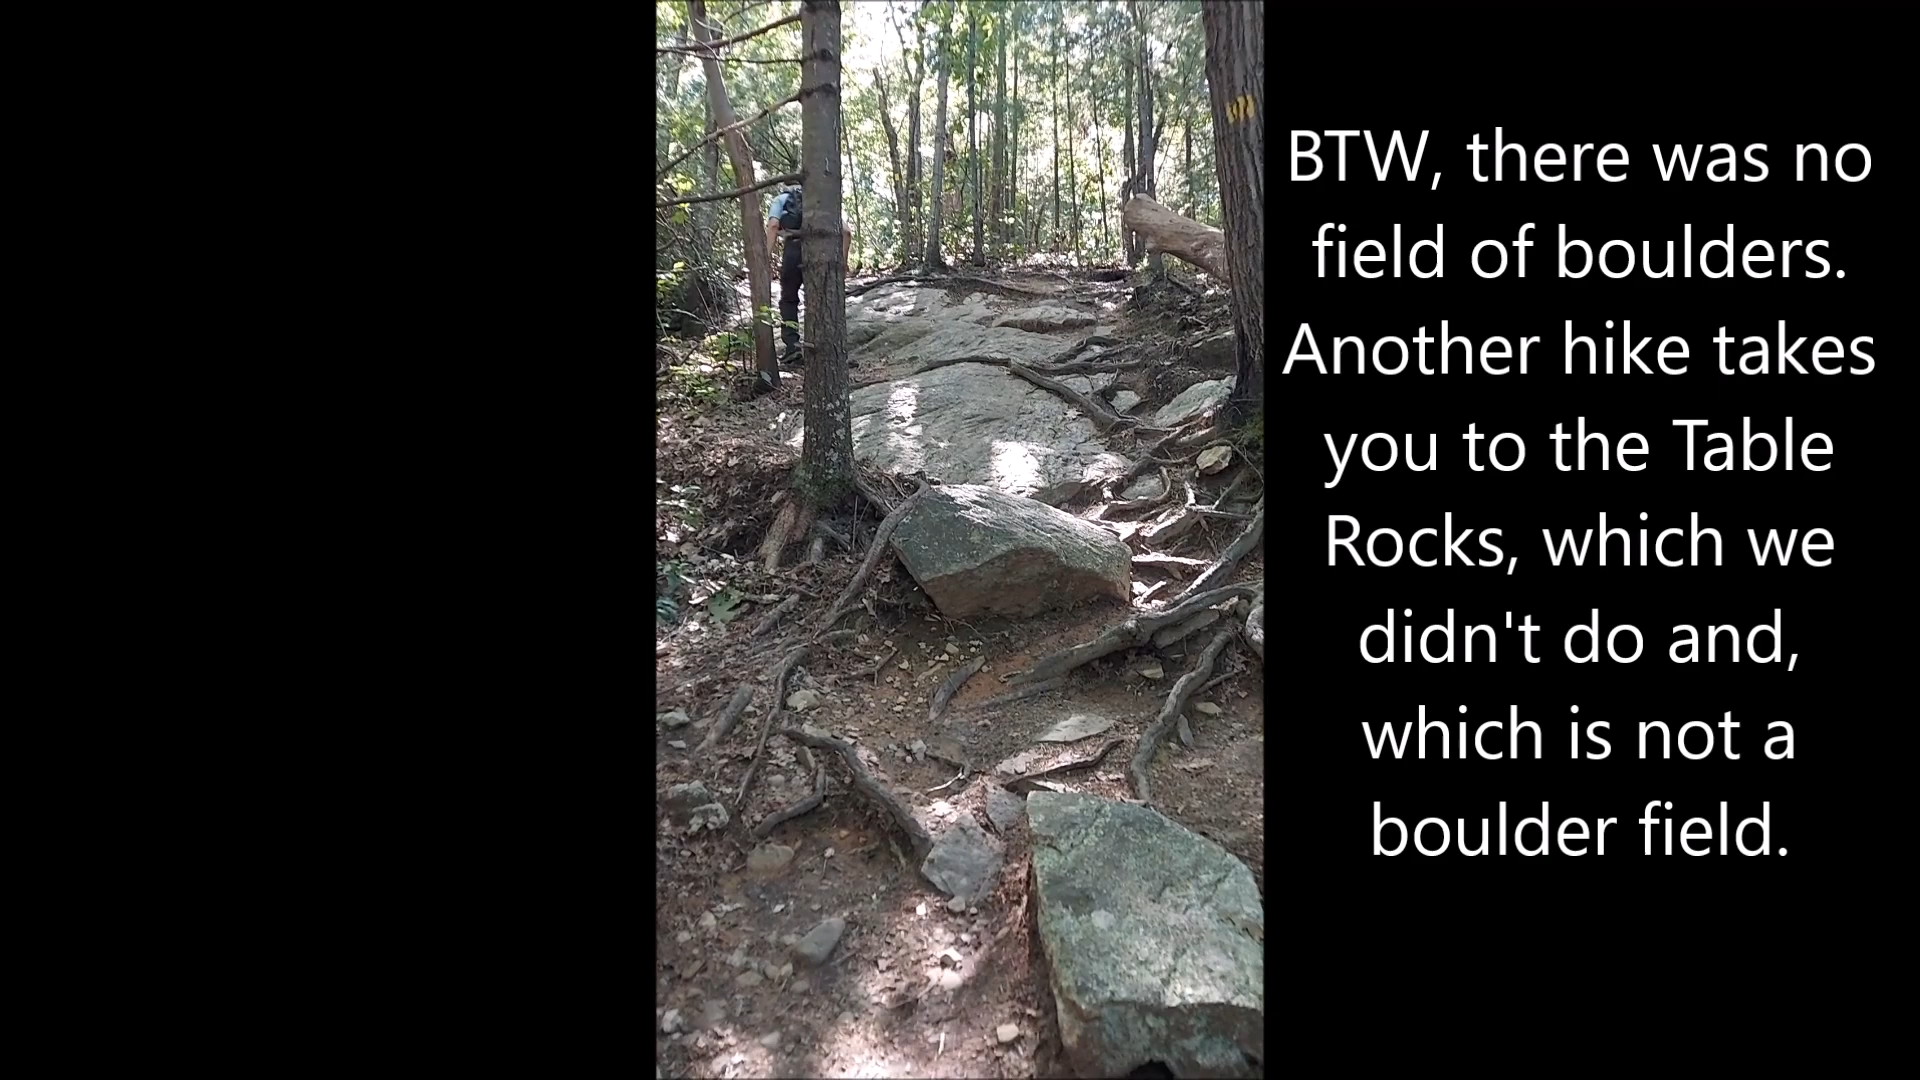 BTW, there was no
field of boulders.
Another hike takes
you to the Table
Rocks, which we
didn't do and,
which is not a
boulder field.